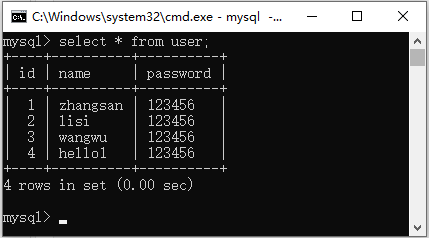 C:\Windows\system32\cmd.exe - mysql -...
mysql> select * from user;
+----+----------+----------+
| id | name     | password |
+----+----------+----------+
|  1 | zhangsan | 123456   |
|  2 | lisi     | 123456   |
|  3 | wangwu   | 123456   |
|  4 | hello1   | 123456   |
+----+----------+----------+
4 rows in set (0.00 sec)
mysql> _